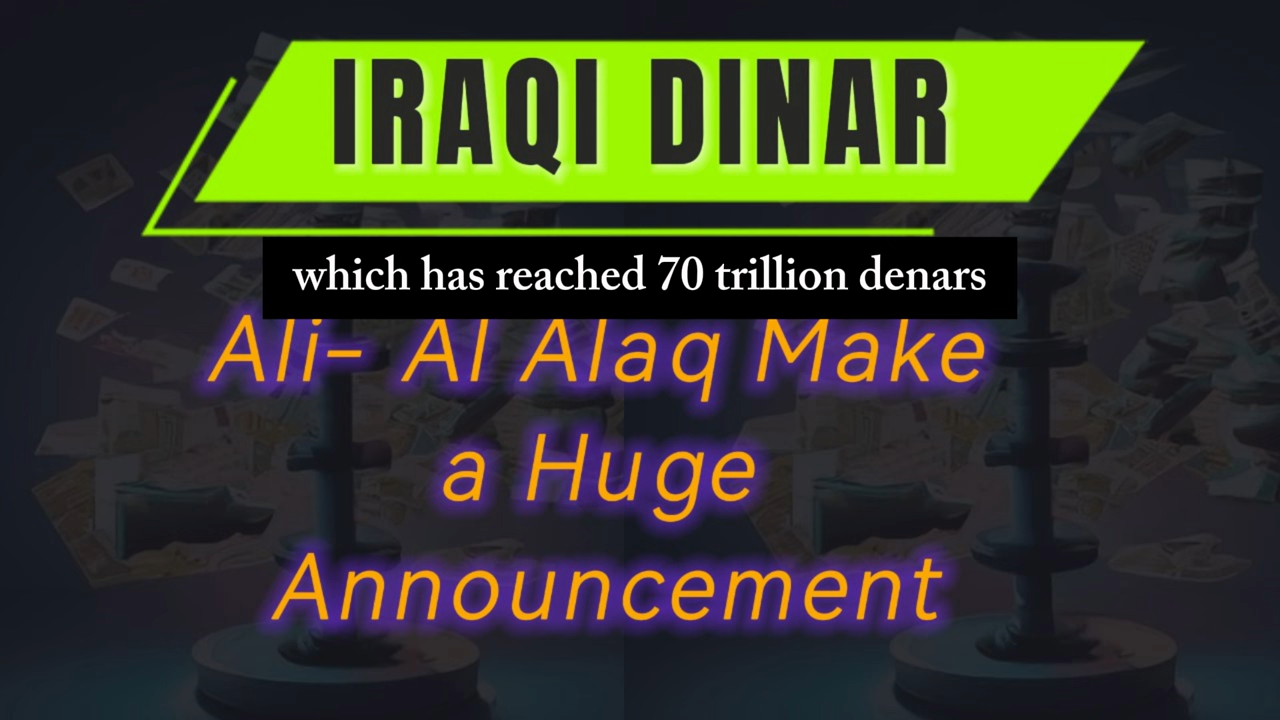 IRAQI DINAR
which has reached 70 trillion denars
Ali- Al Alaq Make
a Huge
Announcement